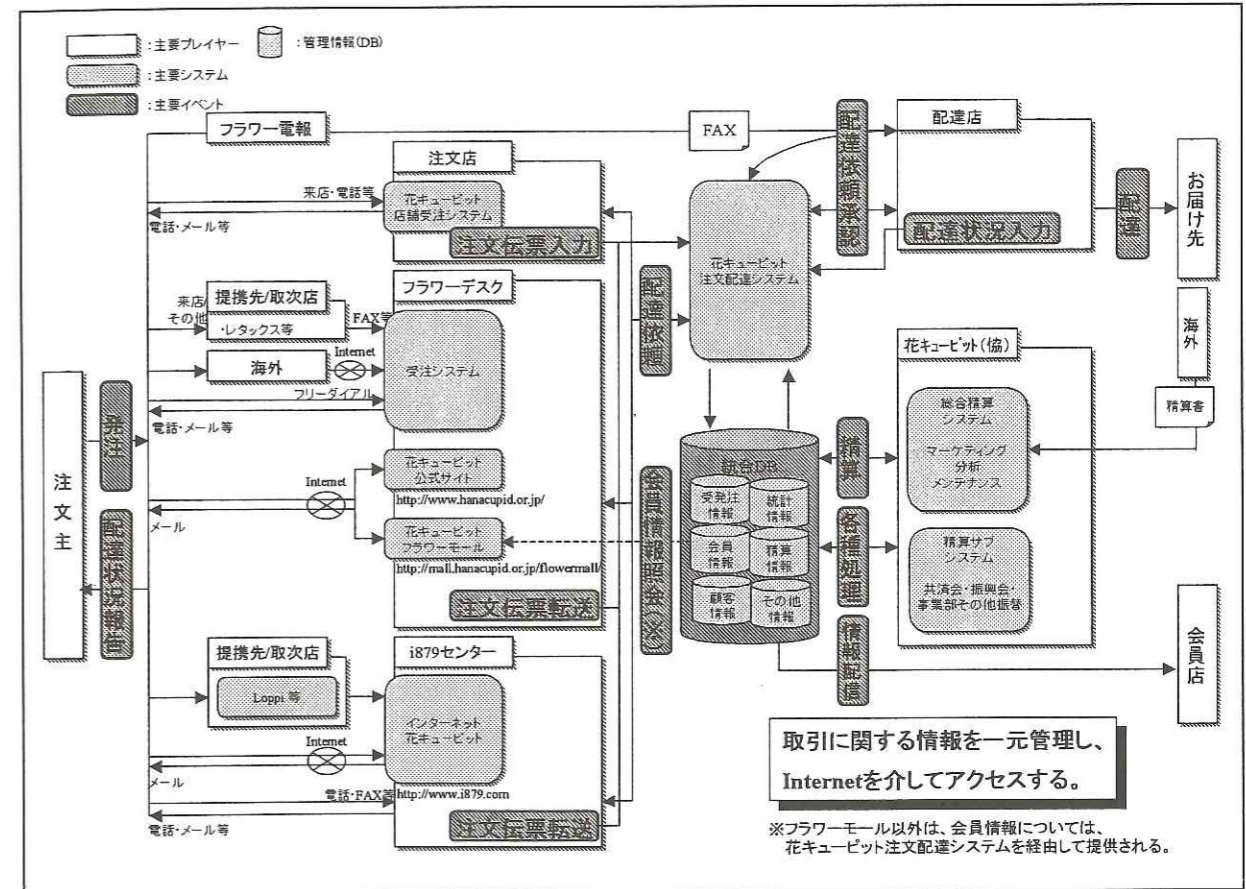 :主要プレイヤー
:管理情報(DB)
:主要システム
:主要イベント
フラワー電報
FAX
配達依頼承認
配達店
注文店
来店・電話等
花キューピット
店舗受注システム
電話・メール等
注文伝票入力
花キューピット
注文配達システム
配達状況入力
配達
お届け先
フラワーデスク
配達依頼
来店/
その他
提携先/取次店
・レタックス等
FAX等
海外
Internet
受注システム
フリーダイアル
電話・メール等
花キューピット(協)
海外
総合精算
システム
マーケティング
分析
メンテナンス
精算書
発注
注文主
配達状況報告
花キューピット
公式サイト
Internet
http://www.hanacupid.or.jp/
メール
花キューピット
フラワーモール
http://mall.hanacupid.or.jp/flowermall/
注文伝票転送
会員情報照会(※)
統合DB
受発注
情報
統計
情報
会員
情報
精算
情報
顧客
情報
その他
情報
精算
各種処理
情報配信
精算サブ
システム
共済会・振興会・
事業部その他振替
会員店
提携先/取次店
Loppi 等
i879センター
インターネット
花キューピット
Internet
メール
電話・FAX等
http://www.i879.com
電話・メール等
注文伝票転送
取引に関する情報を一元管理し、
Internetを介してアクセスする。
※フラワーモール以外は、会員情報については、
花キューピット注文配達システムを経由して提供される。